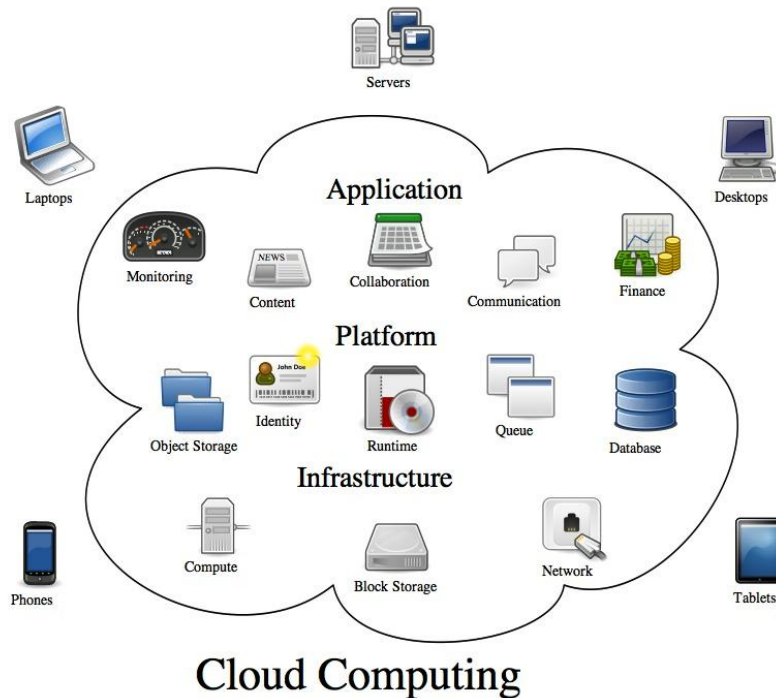 Servers
Laptops
Desktops
Application
Monitoring
NEWS
Content
Collaboration
Communication
Finance
Platform
John Doe
Object Storage
Identity
Runtime
Queue
Database
Infrastructure
Compute
Block Storage
Network
Phones
Tablets
Cloud Computing